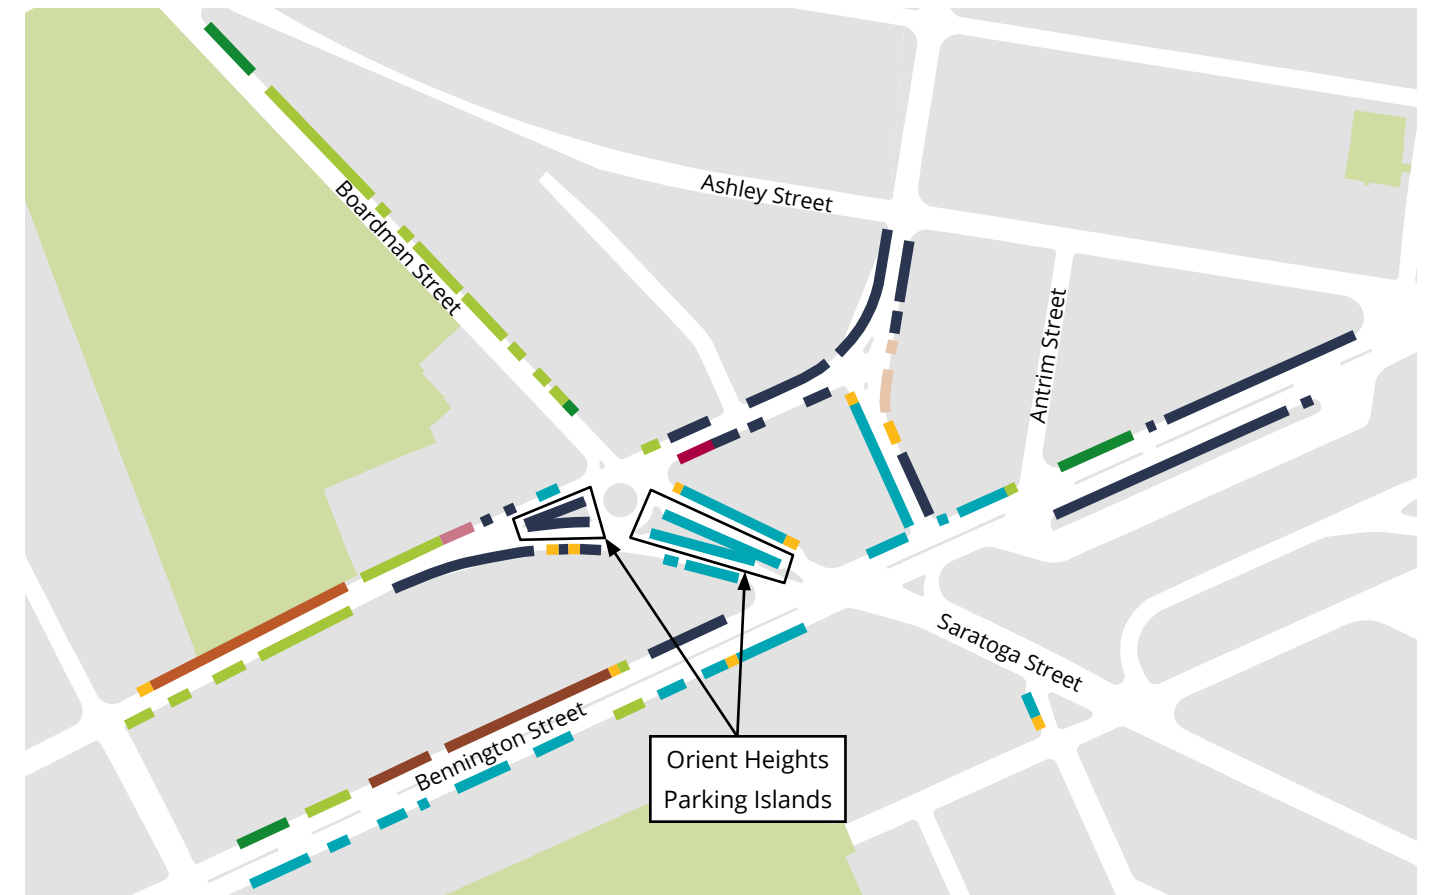 Ashley Street
Boardman Street
Antrim Street
Saratoga Street
Bennington Street
Orient Heights
Parking Islands